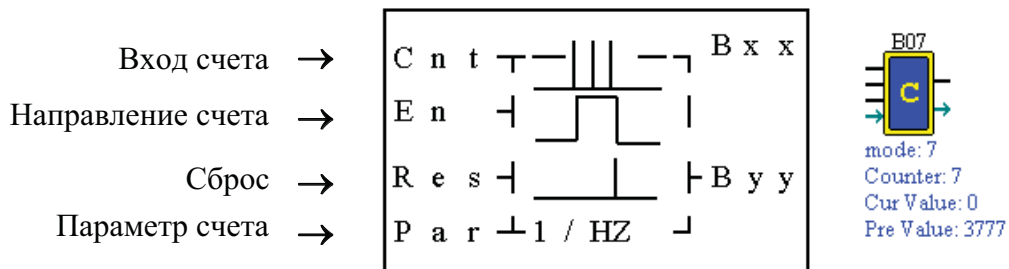 Вход счета →
Направление счета →
Сброс →
Параметр счета →
C n t B x x
E n
R e s B y y
P a r 1 / HZ
B07
C
mode: 7
Counter: 7
Cur Value: 0
Pre Value: 3777